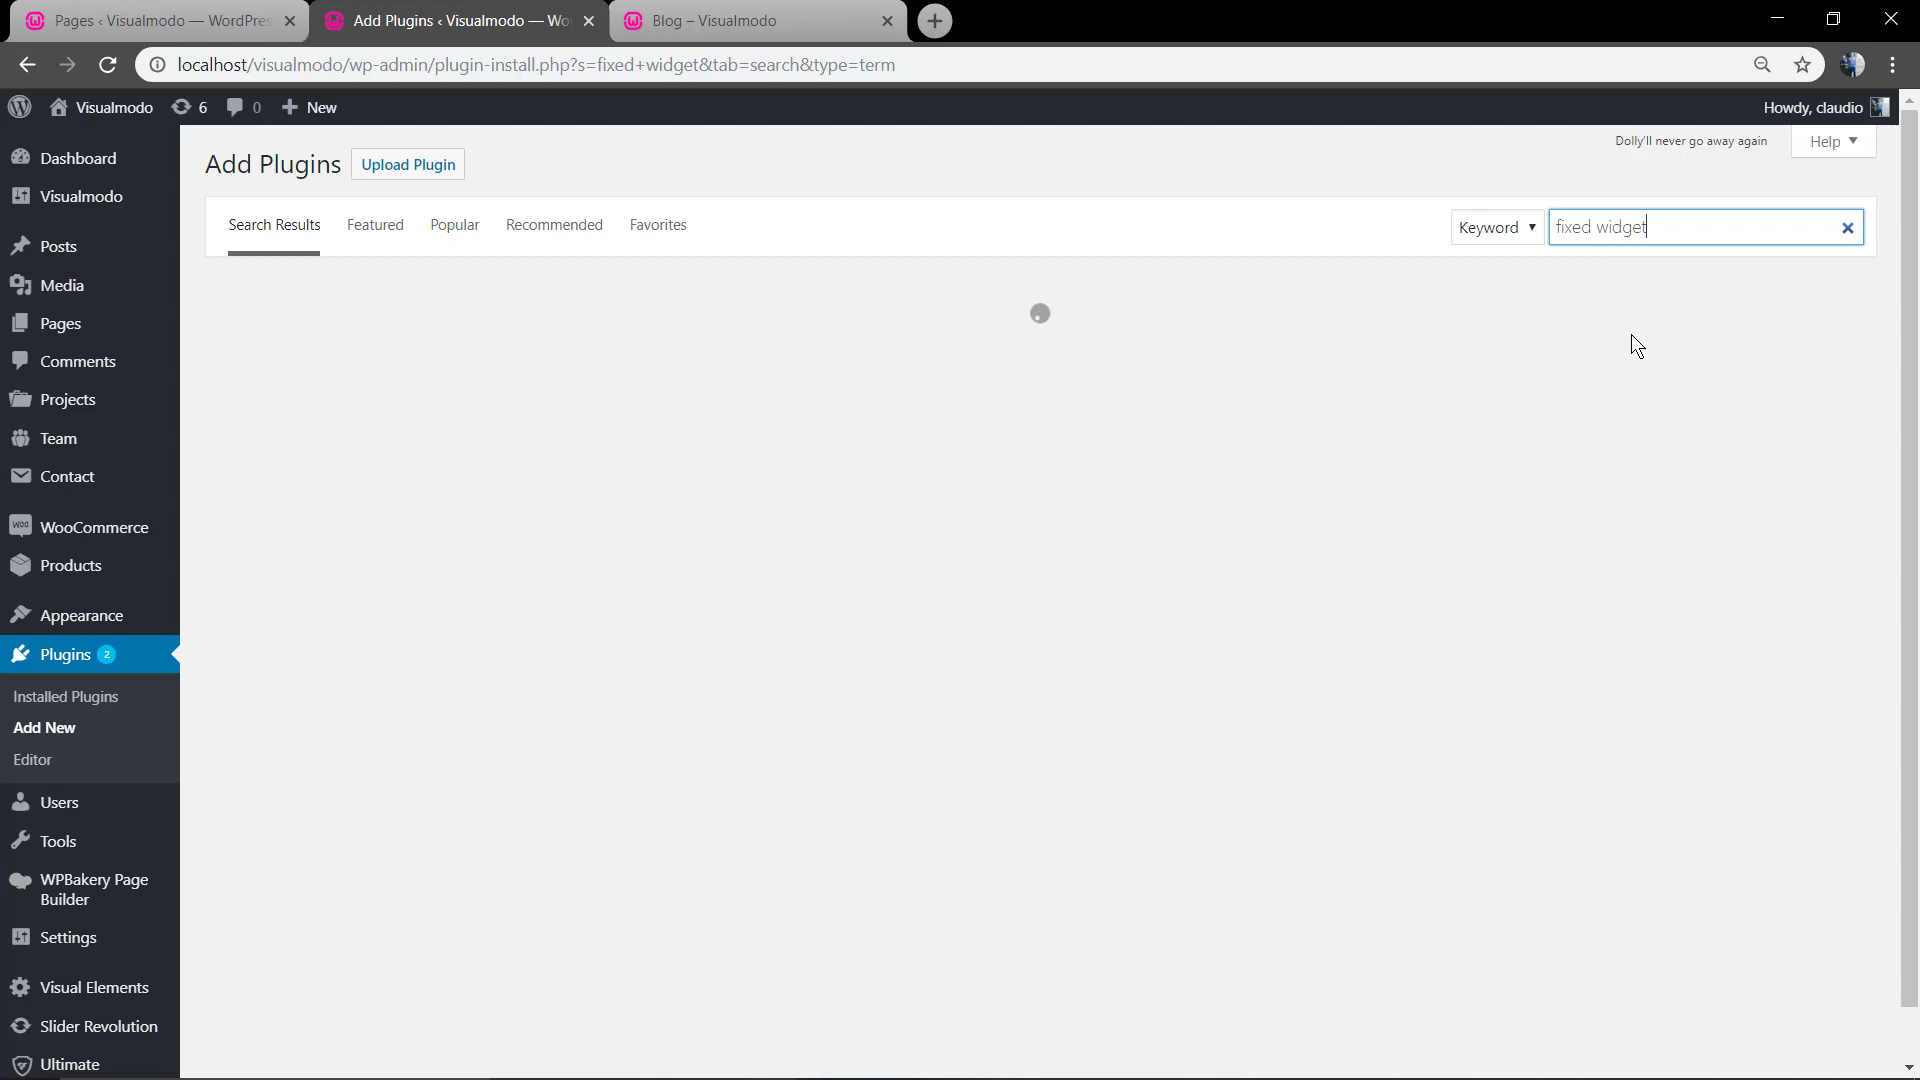 Pages ‹ Visualmodo — WordPres
Add Plugins ‹ Visualmodo — Wo
Blog – Visualmodo
localhost/visualmodo/wp-admin/plugin-install.php?s=fixed+widget&tab=search&type=term
Visualmodo 6 0 New
Howdy, claudio
Dolly'll never go away again
Help
Add Plugins
Upload Plugin
Search Results
Featured
Popular
Recommended
Favorites
Keyword
fixed widget
Dashboard
Visualmodo
Posts
Media
Pages
Comments
Projects
Team
Contact
WooCommerce
Products
Appearance
Plugins 2
Installed Plugins
Add New
Editor
Users
Tools
WPBakery Page
Builder
Settings
Visual Elements
Slider Revolution
Ultimate